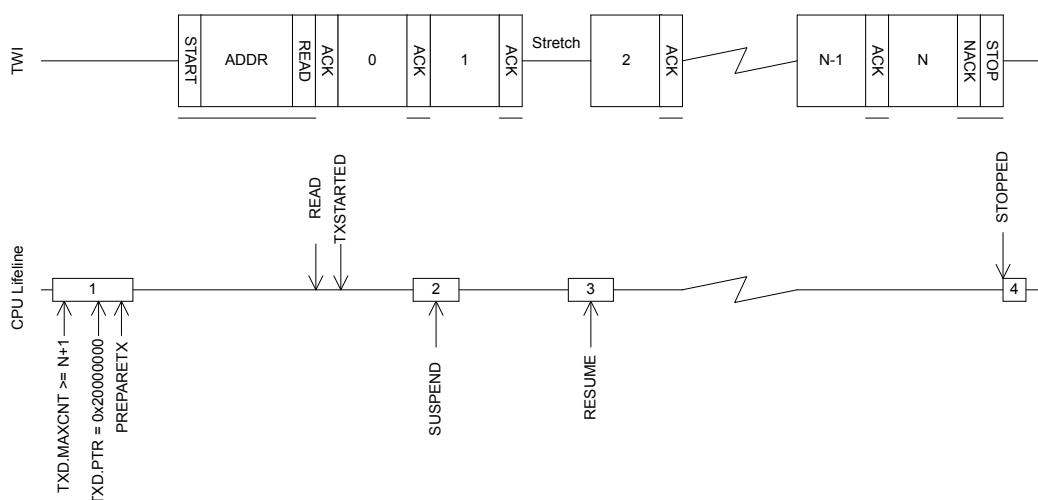 TWI
START
ADDR
READ
ACK
0
ACK
1
ACK
Stretch
2
ACK
N-1
ACK
N
NACK
STOP
CPU Lifeline
READ
TXSTARTED
STOPPED
1
2
3
4
TXD.MAXCNT >= N+1
TXD.PTR = 0x20000000
PREPARETX
SUSPEND
RESUME